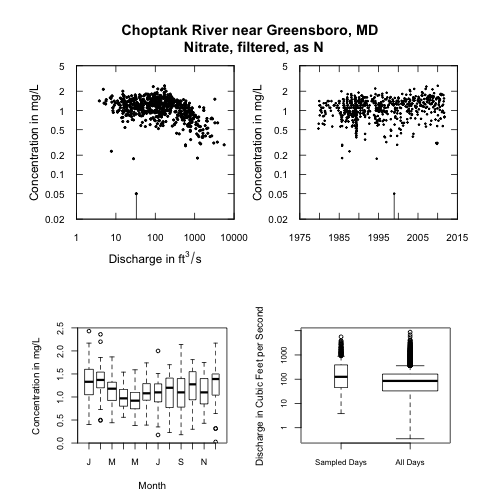 Choptank River near Greensboro, MD
Nitrate, filtered, as N
Concentration in mg/L
5
2
1
0.5
0.2
0.1
0.05
0.02
1 10 100 1000 10000
Discharge in ft³/s
Concentration in mg/L
5
2
1
0.5
0.2
0.1
0.05
0.02
1975 1985 1995 2005 2015
Concentration in mg/L
2.5
2.0
1.5
1.0
0.5
0.0
J M M J S N
Month
Discharge in Cubic Feet per Second
1000
100
10
1
Sampled Days All Days